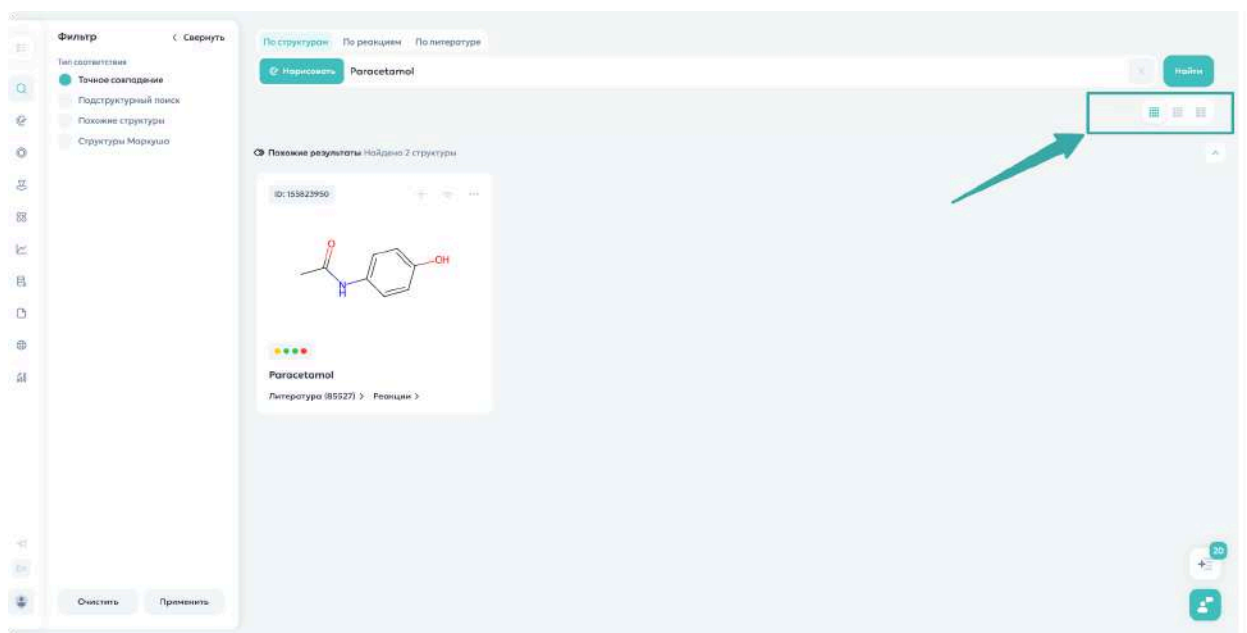 Фильтр
Свернуть
Тип соответствия
Точное совпадение
Подструктурный поиск
Похожие структуры
Структуры Маркуша
Очистить
Применить
По структурам По реакциям По литературе
Нарисовать Paracetamol Найти
Похожие результаты Найдено 2 структуры
ID: 155823950
O
N
H
OH
Paracetamol
Литература (85527) > Реакции >
20